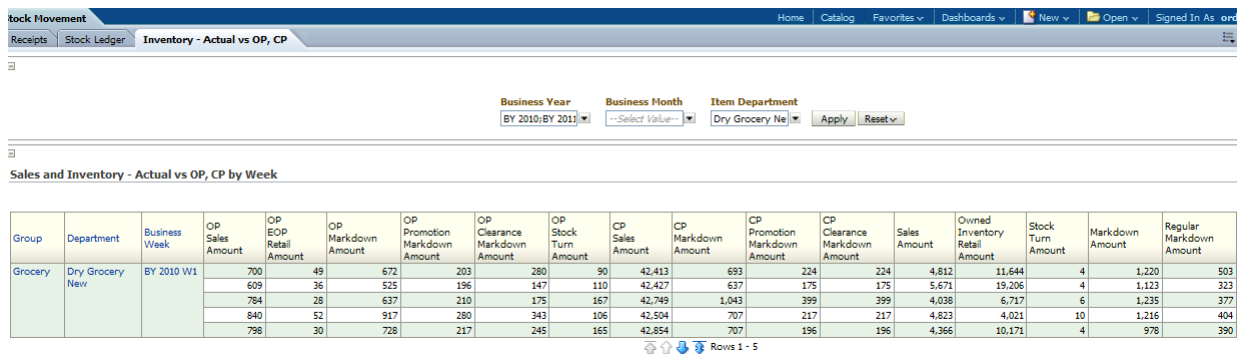 tock Movement Home Catalog Favorites Dashboards New Open Signed In As ord
Receipts Stock Ledger Inventory - Actual vs OP, CP
Business Year Business Month Item Department
BY 2010;BY 2011 --Select Value-- Dry Grocery Ne Apply Reset
Sales and Inventory - Actual vs OP, CP by Week
Group Department Business Week OP Sales Amount OP EOP Retail Amount OP Markdown Amount OP Promotion Markdown Amount OP Clearance Markdown Amount OP Stock Turn Amount CP Sales Amount CP Markdown Amount CP Promotion Markdown Amount CP Clearance Markdown Amount Sales Amount Owned Inventory Retail Amount Stock Turn Amount Markdown Amount Regular Markdown Amount
Grocery Dry Grocery New BY 2010 W1 700 49 672 203 280 90 42,413 693 224 224 4,812 11,644 4 1,220 503
609 36 525 196 147 110 42,427 637 175 175 5,671 19,206 4 1,123 323
784 28 637 210 175 167 42,749 1,043 399 399 4,038 6,717 6 1,235 377
840 52 917 280 343 106 42,504 707 217 217 4,823 4,021 10 1,216 404
798 30 728 217 245 165 42,854 707 196 196 4,366 10,171 4 978 390
Rows 1 - 5